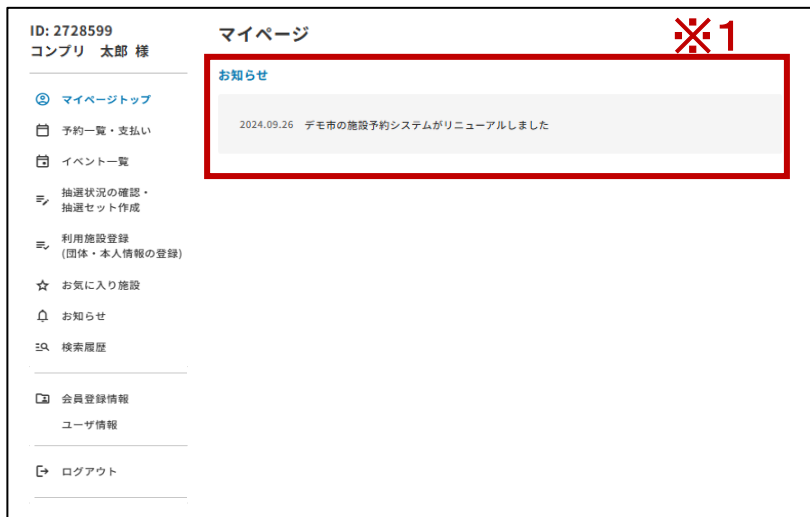 ID: 2728599
コンプリ　太郎 様
マイページトップ
予約一覧・支払い
イベント一覧
抽選状況の確認・
抽選セット作成
利用施設登録
(団体・本人情報の登録)
お気に入り施設
お知らせ
検索履歴
会員登録情報
ユーザ情報
ログアウト
マイページ
※1
お知らせ
2024.09.26 デモ市の施設予約システムがリニューアルしました